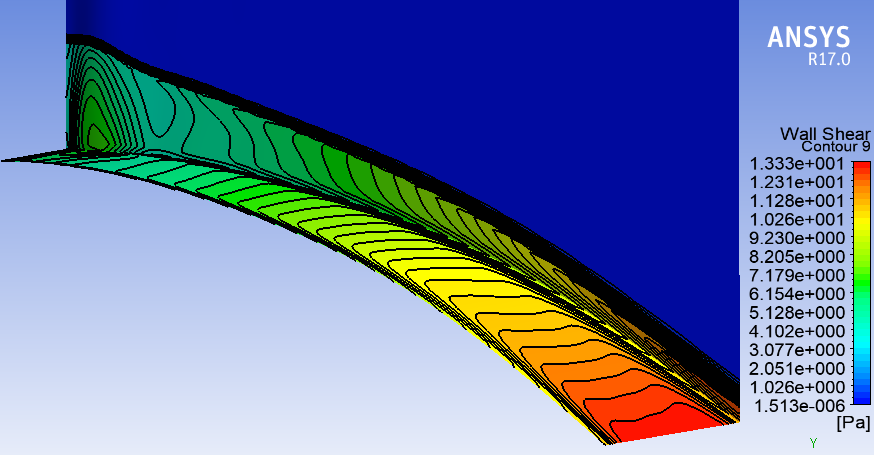 ANSYS
R17.0
Wall Shear
Contour 9
1.333e+001
1.231e+001
1.128e+001
1.026e+001
9.230e+000
8.205e+000
7.179e+000
6.154e+000
5.128e+000
4.102e+000
3.077e+000
2.051e+000
1.026e+000
1.513e-006
[Pa]
Y